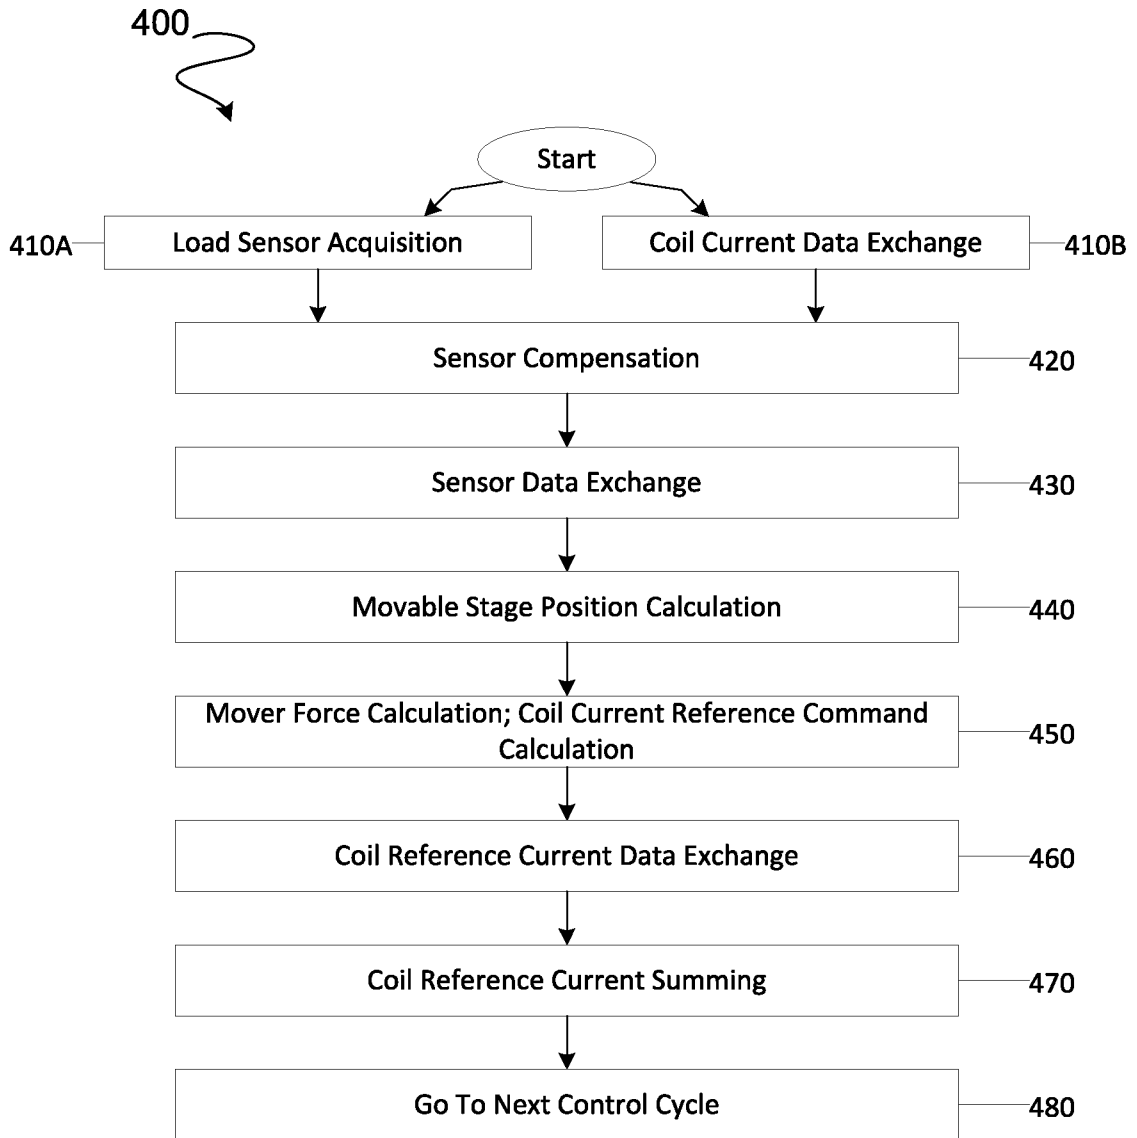 400
Start
410A
Load Sensor Acquisition
Coil Current Data Exchange
410B
Sensor Compensation
420
Sensor Data Exchange
430
Movable Stage Position Calculation
440
Mover Force Calculation; Coil Current Reference Command
Calculation
450
Coil Reference Current Data Exchange
460
Coil Reference Current Summing
470
Go To Next Control Cycle
480